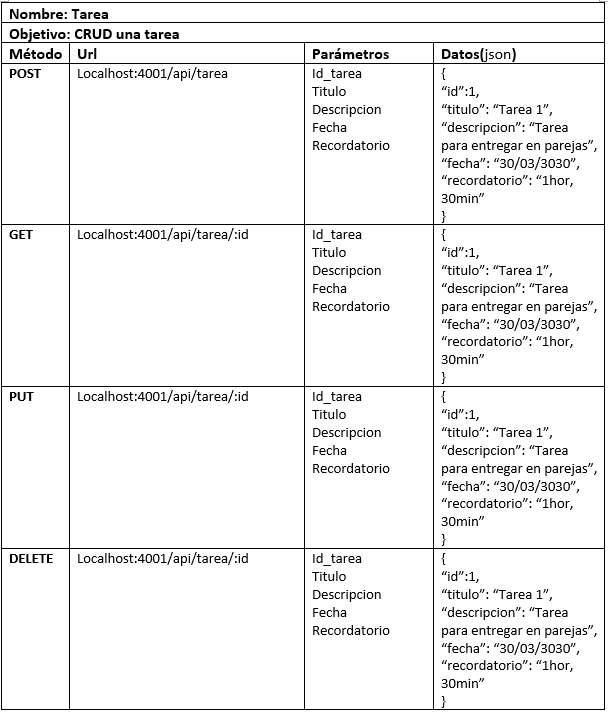 Nombre: Tarea
Objetivo: CRUD una tarea
Método Url Parámetros Datos(json)
POST Localhost:4001/api/tarea Id_tarea {
Titulo “id”:1,
Descripcion “titulo”: “Tarea 1”,
Fecha “descripcion”: “Tarea
Recordatorio para entregar en parejas”,
“fecha”: “30/03/3030”,
“recordatorio”: “1hor,
30min”
}
GET Localhost:4001/api/tarea/:id Id_tarea {
Titulo “id”:1,
Descripcion “titulo”: “Tarea 1”,
Fecha “descripcion”: “Tarea
Recordatorio para entregar en parejas”,
“fecha”: “30/03/3030”,
“recordatorio”: “1hor,
30min”
}
PUT Localhost:4001/api/tarea/:id Id_tarea {
Titulo “id”:1,
Descripcion “titulo”: “Tarea 1”,
Fecha “descripcion”: “Tarea
Recordatorio para entregar en parejas”,
“fecha”: “30/03/3030”,
“recordatorio”: “1hor,
30min”
}
DELETE Localhost:4001/api/tarea/:id Id_tarea {
Titulo “id”:1,
Descripcion “titulo”: “Tarea 1”,
Fecha “descripcion”: “Tarea
Recordatorio para entregar en parejas”,
“fecha”: “30/03/3030”,
“recordatorio”: “1hor,
30min”
}